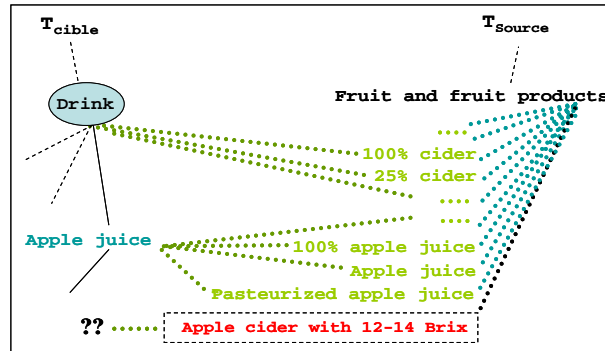 Tcible
TSource
Drink
Fruit and fruit products
100% cider
25% cider
Apple juice
100% apple juice
Apple juice
Pasteurized apple juice
?? Apple cider with 12-14 Brix